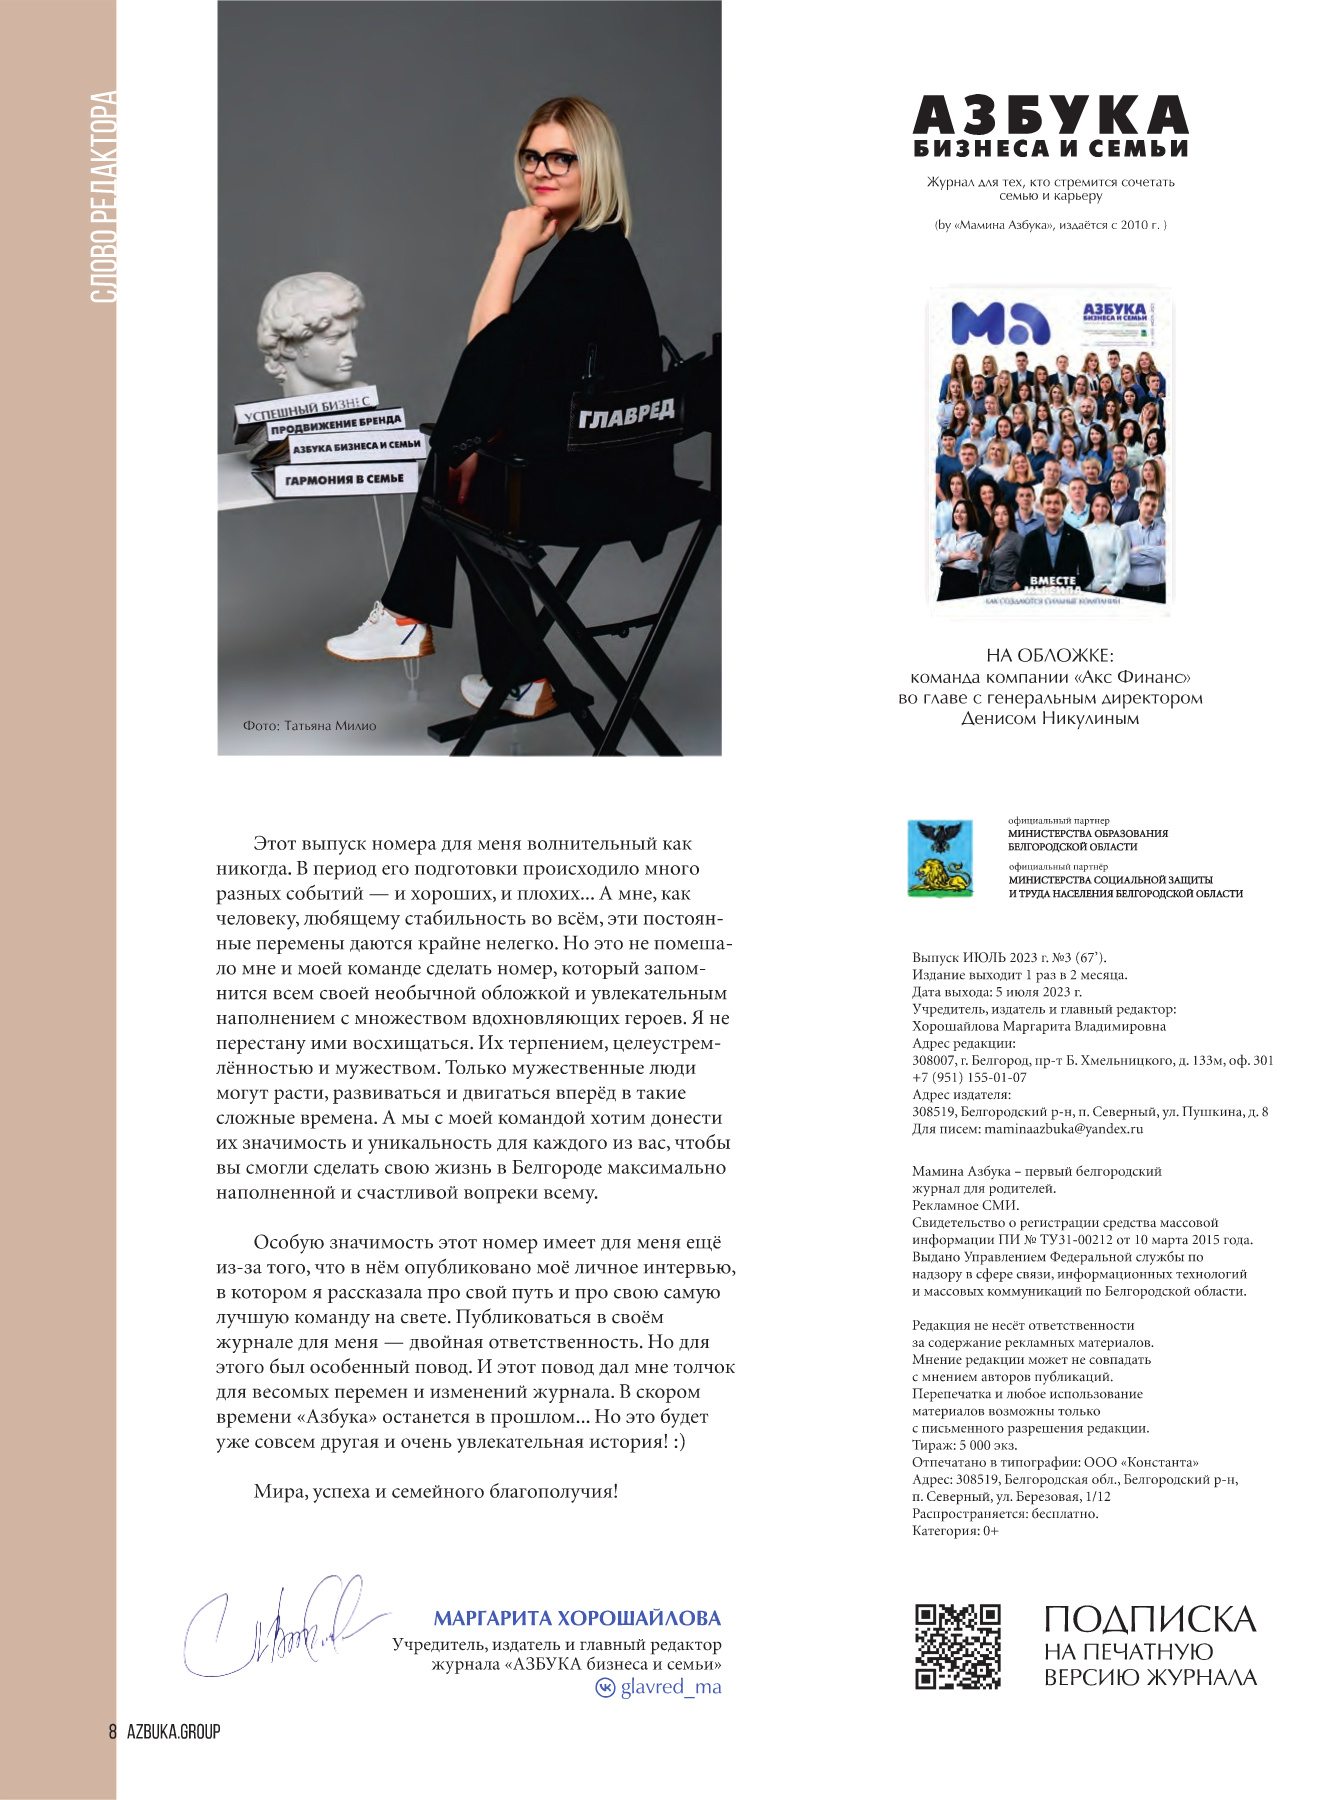 СЛОВО РЕДАКТОРА
УСПЕШНЫЙ БИЗНЕС
ПРОДВИЖЕНИЕ БРЕНДА
АЗБУКА БИЗНЕСА И СЕМЬИ
ГАРМОНИЯ В СЕМЬЕ
ГЛАВРЕД
Фото: Татьяна Милио
Этот выпуск номера для меня волнительный как
никогда. В период его подготовки происходило много
разных событий — и хороших, и плохих... А мне, как
человеку, любящему стабильность во всём, эти постоян-
ные перемены даются крайне нелегко. Но это не помеша-
ло мне и моей команде сделать номер, который запом-
нится всем своей необычной обложкой и увлекательным
наполнением с множеством вдохновляющих героев. Я не
перестану ими восхищаться. Их терпением, целеустрем-
лённостью и мужеством. Только мужественные люди
могут расти, развиваться и двигаться вперёд в такие
сложные времена. А мы с моей командой хотим донести
их значимость и уникальность для каждого из вас, чтобы
вы смогли сделать свою жизнь в Белгороде максимально
наполненной и счастливой вопреки всему.
Особую значимость этот номер имеет для меня ещё
из-за того, что в нём опубликовано моё личное интервью,
в котором я рассказала про свой путь и про свою самую
лучшую команду на свете. Публиковаться в своём
журнале для меня — двойная ответственность. Но для
этого был особенный повод. И этот повод дал мне толчок
для весомых перемен и изменений журнала. В скором
времени «Азбука» останется в прошлом... Но это будет
уже совсем другая и очень увлекательная история! :)
Мира, успеха и семейного благополучия!
МАРГАРИТА ХОРОШАЙЛОВА
Учредитель, издатель и главный редактор
журнала «АЗБУКА бизнеса и семьи»
glavred_ma
8 AZBUKA.GROUP
АЗБУКА
БИЗНЕСА И СЕМЬИ
Журнал для тех, кто стремится сочетать
семью и карьеру
(by «Мамина Азбука», издаётся с 2010 г. )
МА
АЗБУКА
БИЗНЕСА И СЕМЬИ
ВМЕСТЕ
МЫ СИЛА
КАК СОЗДАЮТСЯ СИЛЬНЫЕ КОМПАНИИ
НА ОБЛОЖКЕ:
команда компании «Акс Финанс»
во главе с генеральным директором
Денисом Никулиным
официальный партнер
МИНИСТЕРСТВА ОБРАЗОВАНИЯ
БЕЛГОРОДСКОЙ ОБЛАСТИ
официальный партнёр
МИНИСТЕРСТВА СОЦИАЛЬНОЙ ЗАЩИТЫ
И ТРУДА НАСЕЛЕНИЯ БЕЛГОРОДСКОЙ ОБЛАСТИ
Выпуск ИЮЛЬ 2023 г. №3 (67’).
Издание выходит 1 раз в 2 месяца.
Дата выхода: 5 июля 2023 г.
Учредитель, издатель и главный редактор:
Хорошайлова Маргарита Владимировна
Адрес редакции:
308007, г. Белгород, пр-т Б. Хмельницкого, д. 133м, оф. 301
+7 (951) 155-01-07
Адрес издателя:
308519, Белгородский р-н, п. Северный, ул. Пушкина, д. 8
Для писем: maminaazbuka@yandex.ru
Мамина Азбука – первый белгородский
журнал для родителей.
Рекламное СМИ.
Свидетельство о регистрации средства массовой
информации ПИ № ТУ31-00212 от 10 марта 2015 года.
Выдано Управлением Федеральной службы по
надзору в сфере связи, информационных технологий
и массовых коммуникаций по Белгородской области.
Редакция не несёт ответственности
за содержание рекламных материалов.
Мнение редакции может не совпадать
с мнением авторов публикаций.
Перепечатка и любое использование
материалов возможны только
с письменного разрешения редакции.
Тираж: 5 000 экз.
Отпечатано в типографии: ООО «Константа»
Адрес: 308519, Белгородская обл., Белгородский р-н,
п. Северный, ул. Березовая, 1/12
Распространяется: бесплатно.
Категория: 0+
ПОДПИСКА
НА ПЕЧАТНУЮ
ВЕРСИЮ ЖУРНАЛА